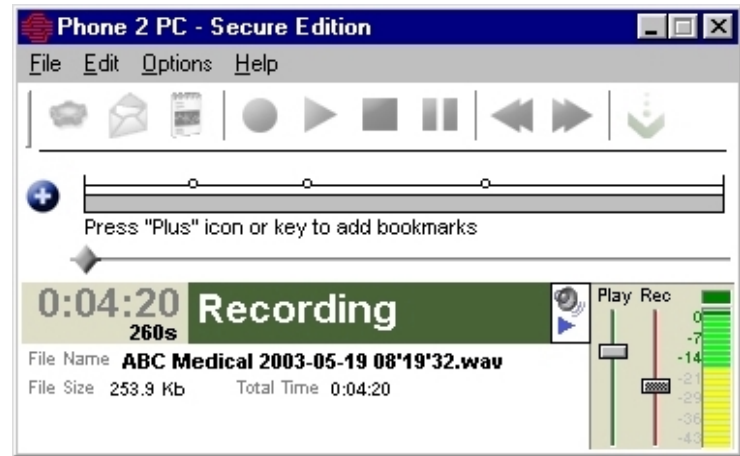 Phone 2 PC - Secure Edition
File Edit Options Help
Press "Plus" icon or key to add bookmarks
0:04:20
260s
Recording
Play Rec
0
-7
-14
-21
-29
-36
-43
File Name ABC Medical 2003-05-19 08'19'32.wav
File Size 253.9 Kb Total Time 0:04:20